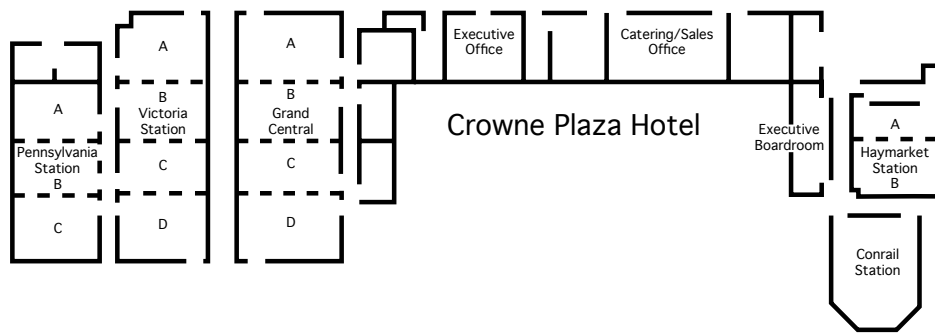 A
Pennsylvania
Station
B
C
A
B
Victoria
Station
C
D
A
B
Grand
Central
C
D
Executive
Office
Catering/Sales
Office
Crowne Plaza Hotel
Executive
Boardroom
A
Haymarket
Station
B
Conrail
Station